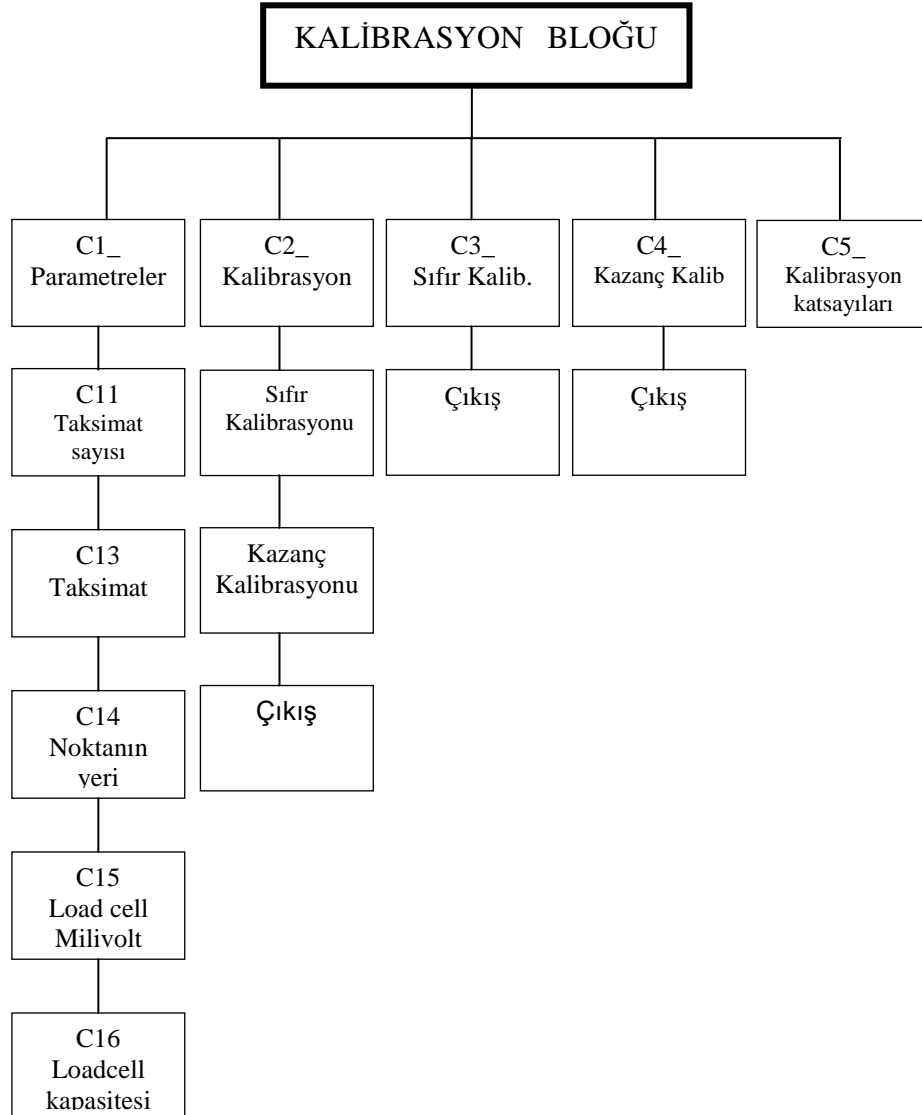 KALİBRASYON BLOĞU
C1_
Parametreler
C2_
Kalibrasyon
C3_
Sıfır Kalib.
C4_
Kazanç Kalib
C5_
Kalibrasyon
katsayıları
C11
Taksimat
sayısı
Sıfır
Kalibrasyonu
Çıkış
Çıkış
C13
Taksimat
Kazanç
Kalibrasyonu
C14
Noktanın
yeri
Çıkış
C15
Load cell
Milivolt
C16
Loadcell
kapasitesi